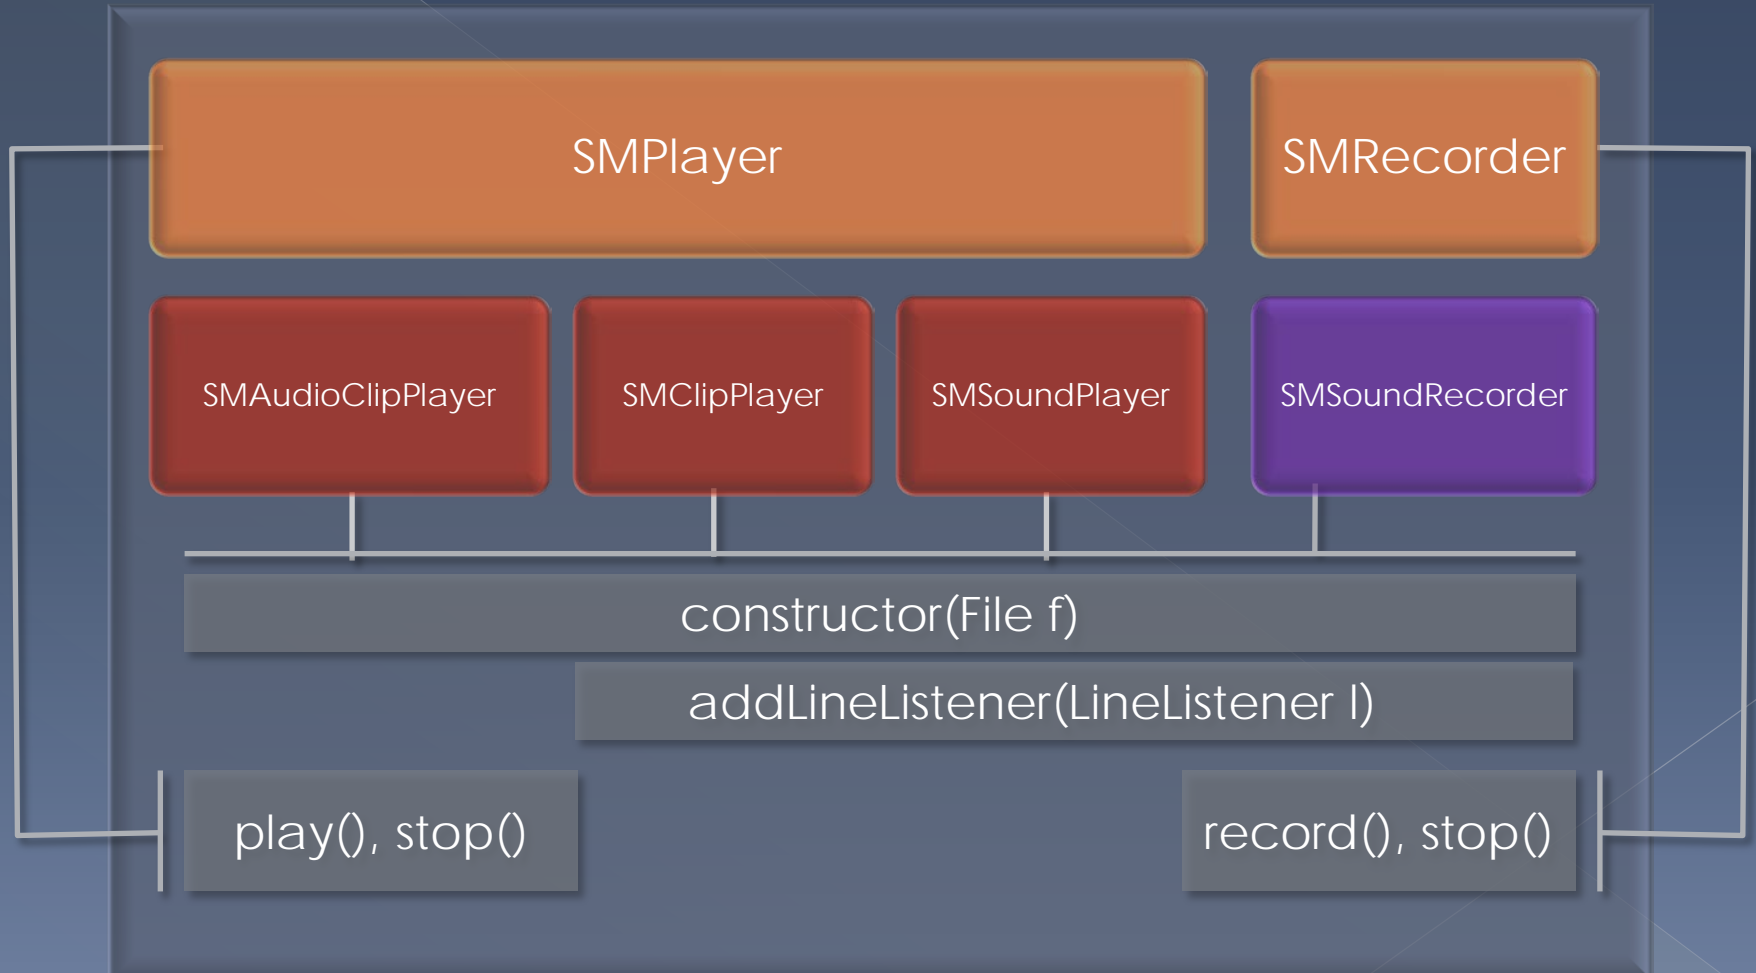 SMPlayer
SMRecorder
SMAudioClipPlayer
SMClipPlayer
SMSoundPlayer
SMSoundRecorder
constructor(File f)
addLineListener(LineListener l)
play(), stop()
record(), stop()